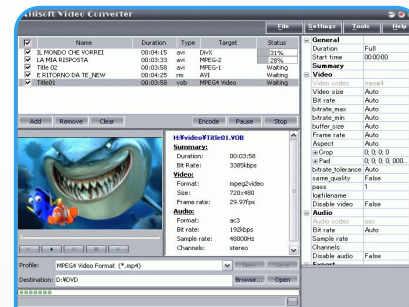 Xilisoft Video Converter
File Settings Tools Help
Name Duration Type Target Status
IL MONDO CHE VORREI 00:04:15 avi DivX 31%
LA MIA RISPOSTA 00:03:33 avi MPEG-2 28%
Title 02 00:03:58 avi MPEG-1 Waiting
E RITORNO DA TE_NEW 00:04:25 rm AVI Waiting
Title01 00:03:58 vob MPEG4 Video Waiting
Add Remove Clear Encode Pause Stop
General
Duration Full
Start time 00:00:00
Summary
Video
Video codec mpeg4
Video size Auto
Bit rate Auto
bitrate_max Auto
bitrate_min Auto
buffer_size Auto
Frame rate Auto
Aspect Auto
Crop 0; 0; 0; 0
Pad 0; 0; 0; 0, 000...
bitrate_tolerance Auto
same_quality False
pass 1
logfilename
Disable video False
Audio
Audio codec aac
Bit rate Auto
Sample rate
Channels
Disable audio False
Export
H:\video\Title01.VOB
Summary:
Duration: 00:03:58
Bit Rate: 3385kbps
Video:
Format: mpeg2video
Size: 720x480
Frame rate: 29.97fps
Audio:
Format: ac3
Bit rate: 192kbps
Sample rate: 48000Hz
Channels: stereo
Profile: MPEG4 Video Format (*.mp4)
Destination: D:\DVD Browse... Open